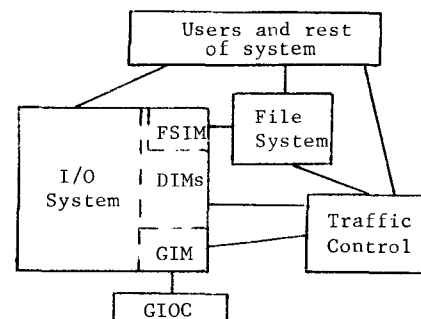 Users and rest
of system
FSIM
File
System
I/O
System
DIMs
GIM
Traffic
Control
GIOC